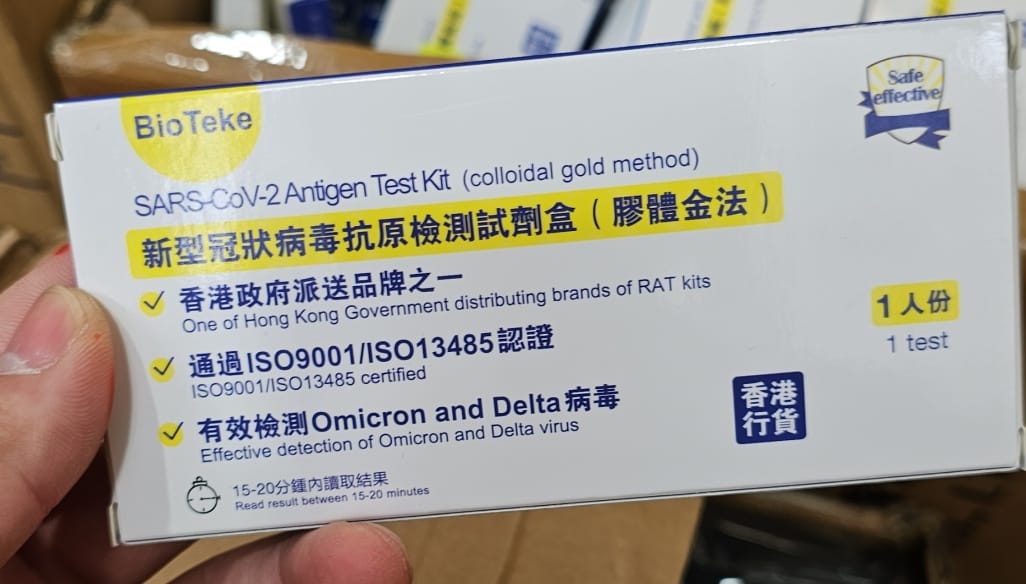 BioTeke
Safe
effective
SARS-CoV-2 Antigen Test Kit (colloidal gold method)
新型冠狀病毒抗原檢測試劑盒（膠體金法）
香港政府派送品牌之一
One of Hong Kong Government distributing brands of RAT kits
通過ISO9001/ISO13485認證
ISO9001/ISO13485 certified
有效檢測Omicron and Delta病毒
Effective detection of Omicron and Delta virus
15-20分鐘內讀取結果
Read result between 15-20 minutes
1人份
1 test
香港
行貨